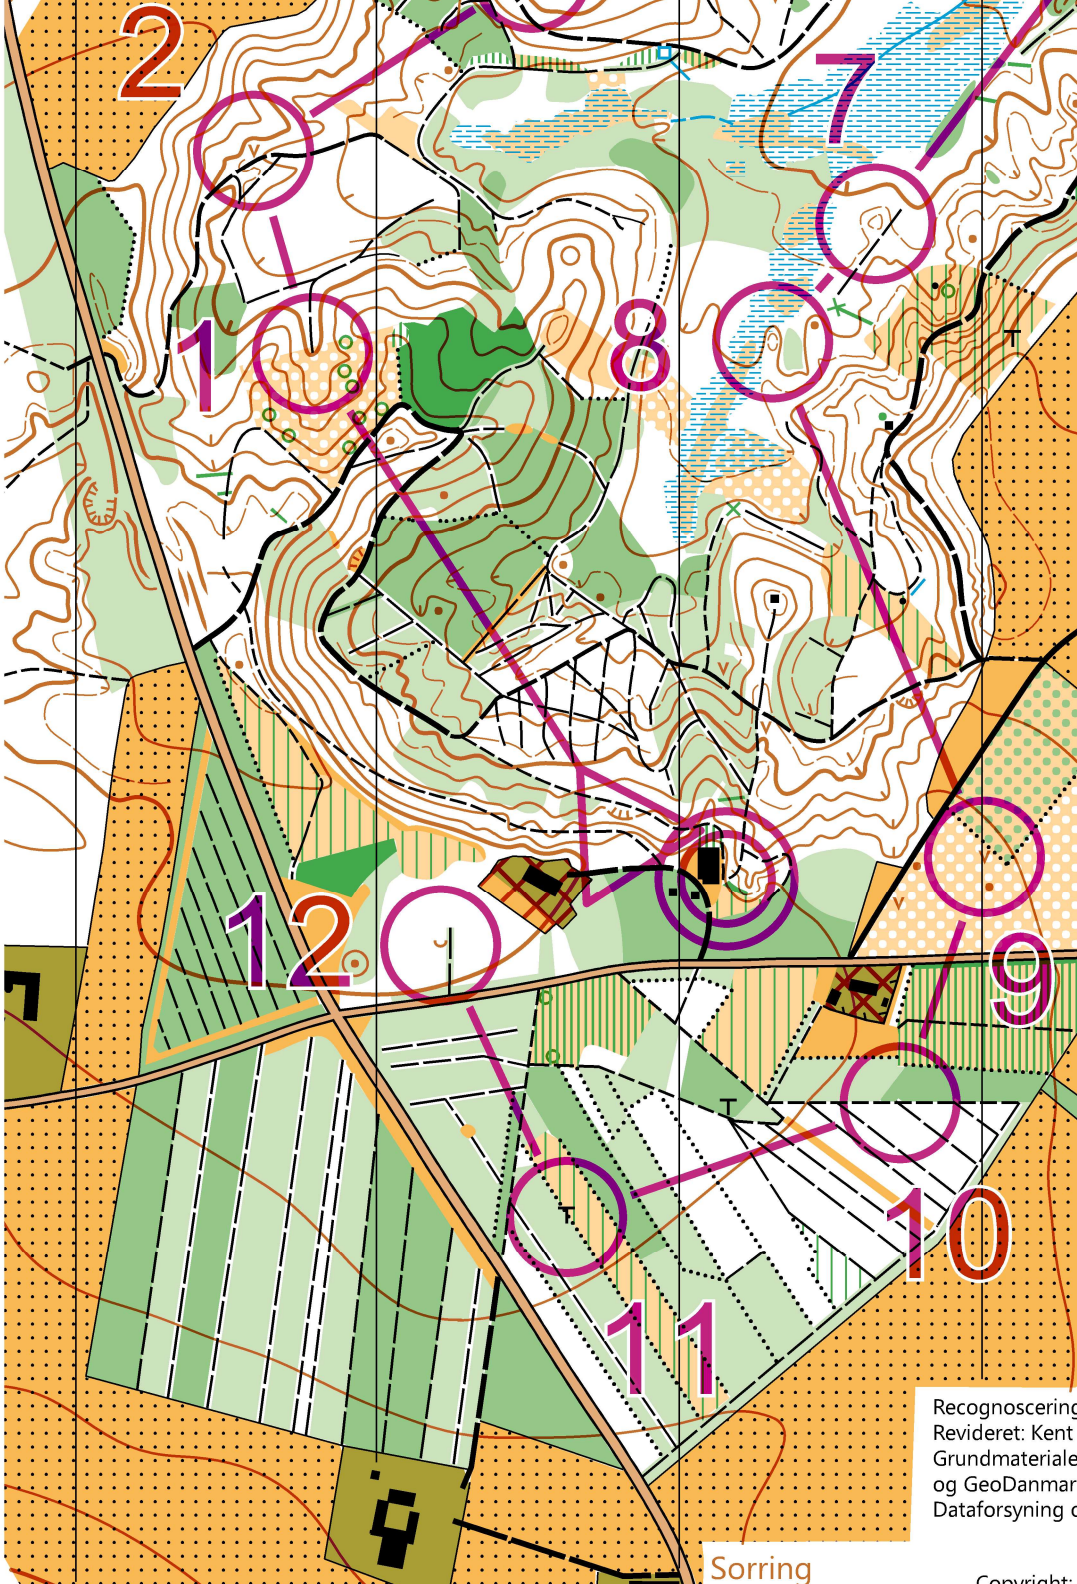 2
7
1
8
12
9
10
11
Recognoscering
Revideret: Kent
Grundmateriale
og GeoDanmar
Dataforsyning o
Sorring
Copyright: